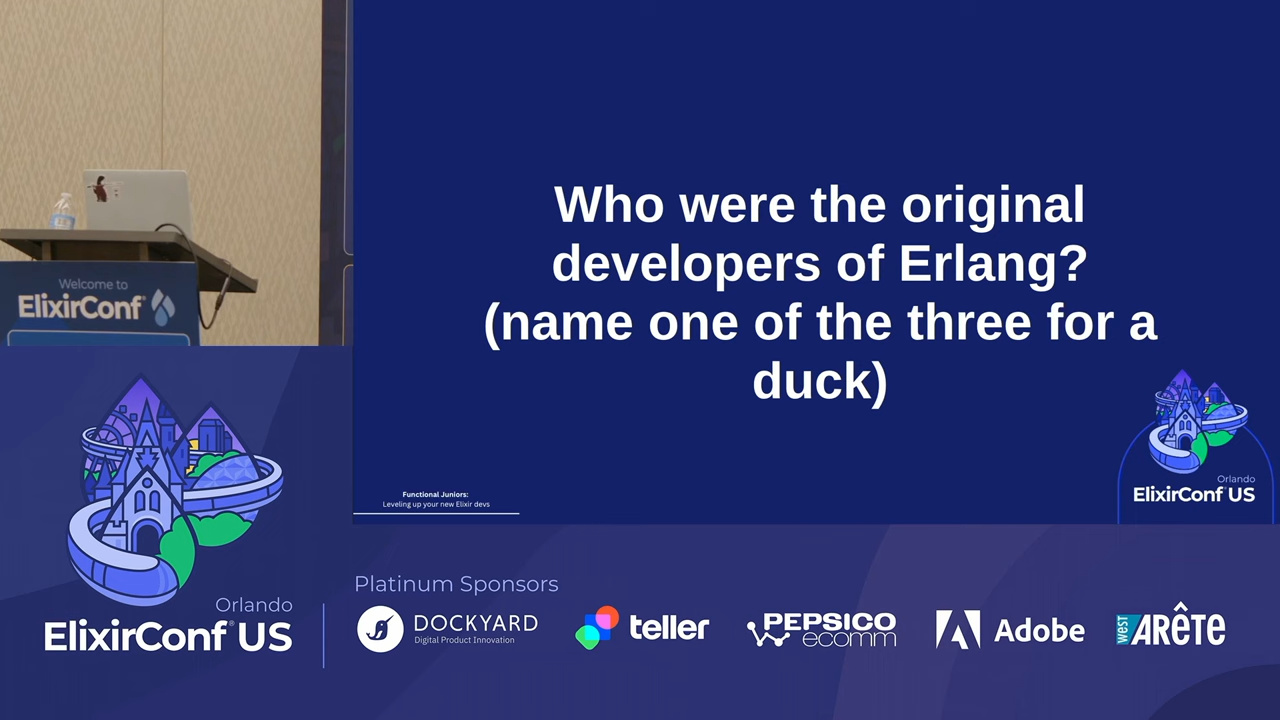 Welcome to
ElixirConf®
Who were the original
developers of Erlang?
(name one of the three for a
duck)
Functional Juniors:
Leveling up your new Elixir devs
Orlando
ElixirConf US
Orlando
ElixirConf® US
Platinum Sponsors
DOCKYARD
Digital Product Innovation
teller
PEPSICO
ecomm
Adobe
west ARÊTE